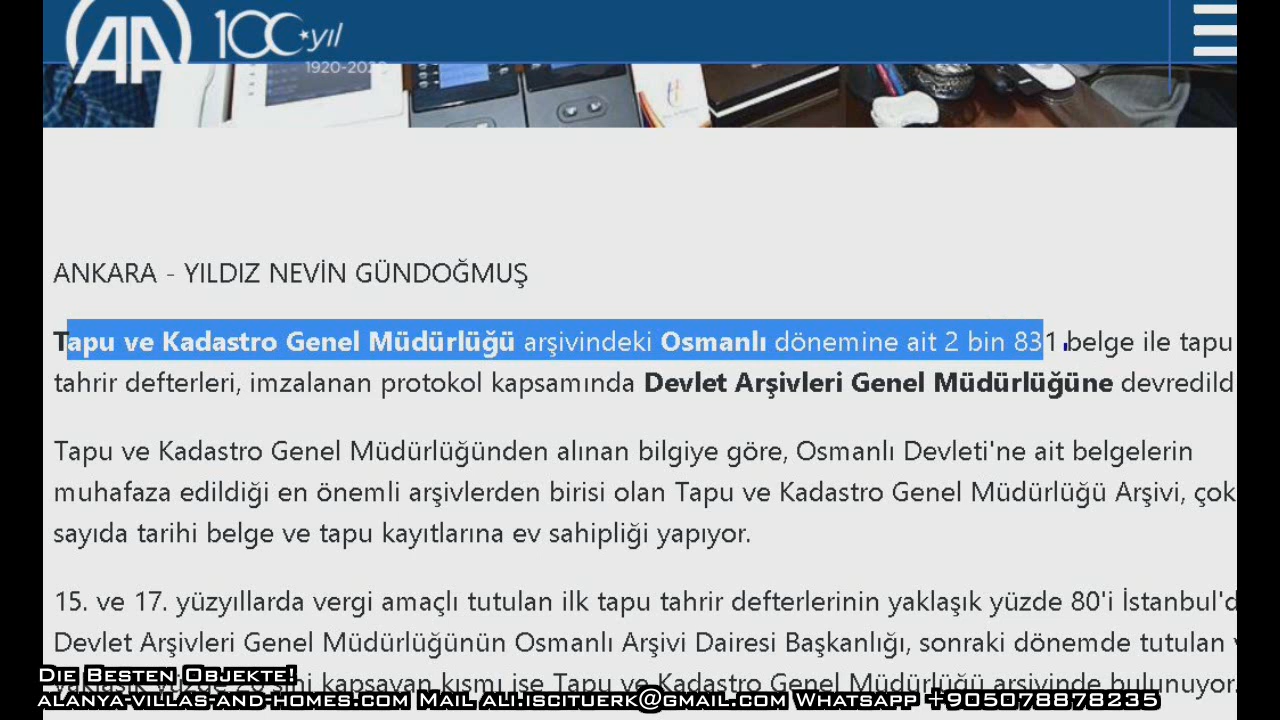 AA 100 yıl
1920-2020
ANKARA - YILDIZ NEVİN GÜNDOĞMUŞ
Tapu ve Kadastro Genel Müdürlüğü arşivindeki Osmanlı dönemine ait 2 bin 831 belge ile tapu
tahrir defterleri, imzalanan protokol kapsamında Devlet Arşivleri Genel Müdürlüğüne devredild
Tapu ve Kadastro Genel Müdürlüğünden alınan bilgiye göre, Osmanlı Devleti'ne ait belgelerin
muhafaza edildiği en önemli arşivlerden birisi olan Tapu ve Kadastro Genel Müdürlüğü Arşivi, çok
sayıda tarihi belge ve tapu kayıtlarına ev sahipliği yapıyor.
15. ve 17. yüzyıllarda vergi amaçlı tutulan ilk tapu tahrir defterlerinin yaklaşık yüzde 80'i İstanbul'd
Devlet Arşivleri Genel Müdürlüğünün Osmanlı Arşivi Dairesi Başkanlığı, sonraki dönemde tutulan
yaklaşık yüzde 20'sini kapsayan kısmı ise Tapu ve Kadastro Genel Müdürlüğü arşivinde bulunuyor.
Die Besten Objekte!
alanya-villas-and-homes.com Mail ali.iscituerk@gmail.com Whatsapp +905078878235